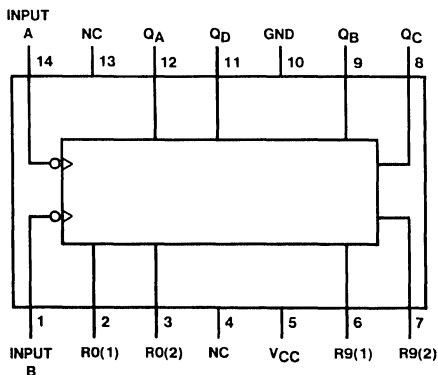 INPUT
A NC QA QD GND QB QC
14 13 12 11 10 9 8
1 2 3 4 5 6 7
INPUT R0(1) R0(2) NC VCC R9(1) R9(2)
B